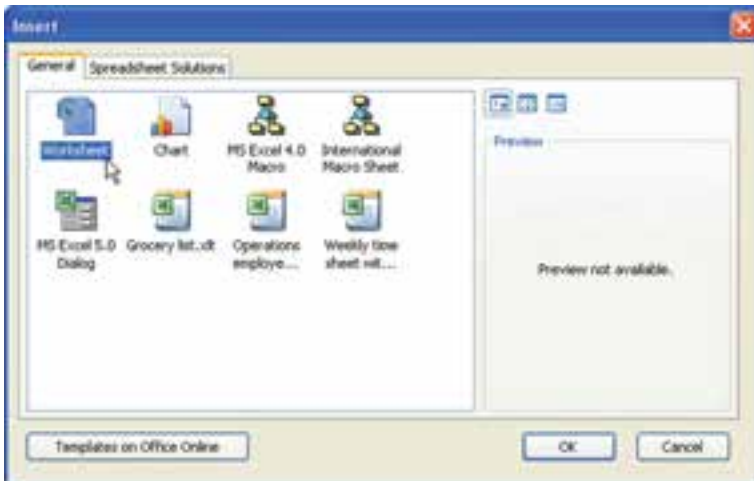 Insert
General Spreadsheet Solutions
Worksheet Chart MS Excel 4.0 International
Macro Macro Sheet
Preview
MS Excel 5.0 Grocery list.xlt Operations Weekly time
Dialog employe.... sheet wit....
Preview not available.
Templates on Office Online OK Cancel